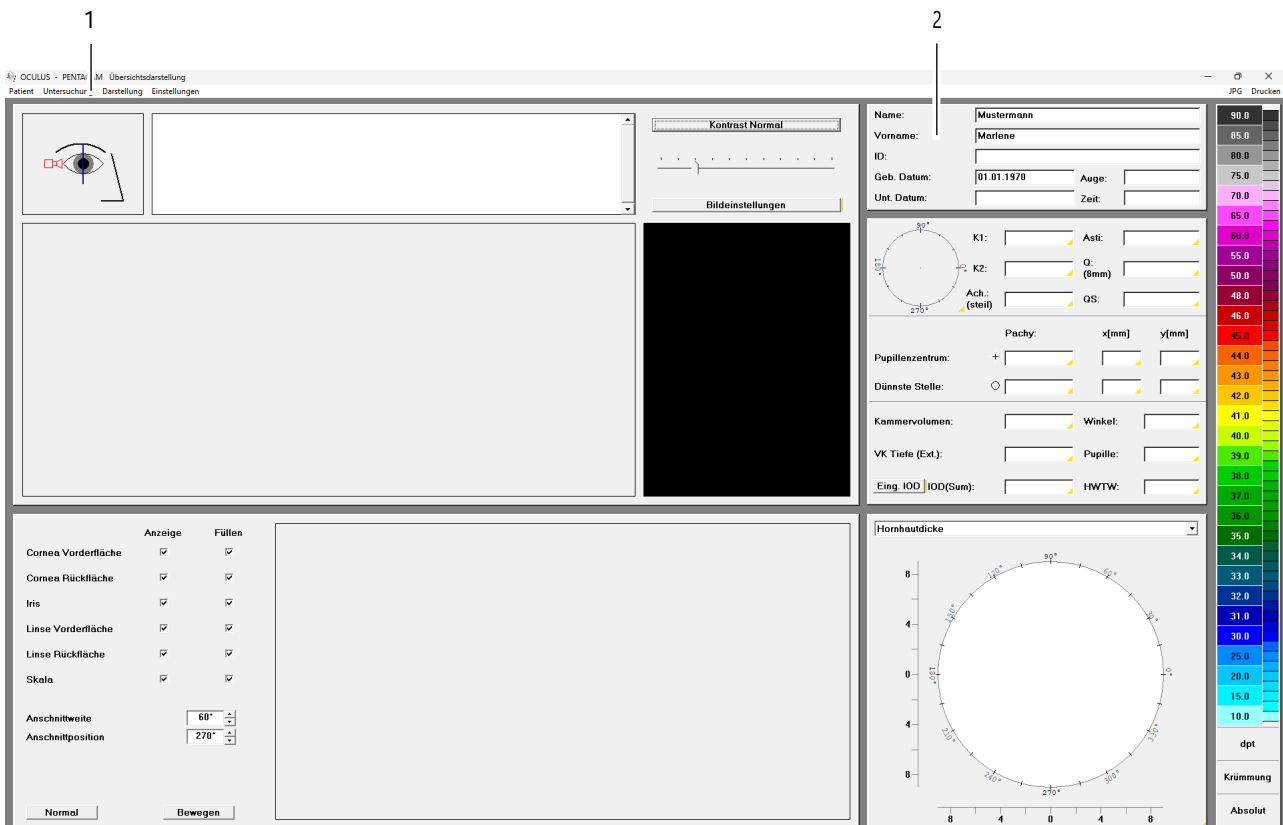 1
2
OCULUS - PENTACAM Übersichtsdarstellung
Patient Untersuchung Darstellung Einstellungen
JPG Drucken
Kontrast Normal
Bildeinstellungen
Name: Mustermann
Vorname: Marlene
ID:
Geb. Datum: 01.01.1970 Auge:
Unt. Datum: Zeit:
90°
180°
0°
270°
K1: Asti:
K2: Q: (8mm)
Ach.: (steil) QS:
Pachy: x[mm] y[mm]
Pupillenzentrum: +
Dünnste Stelle:
Kammervolumen: Winkel:
VK Tiefe (Ext.): Pupille:
Eing. IOD IOD(Sum): HWTW:
Anzeige Füllen
Cornea Vorderfläche
Cornea Rückfläche
Iris
Linse Vorderfläche
Linse Rückfläche
Skala
Anschnittweite 60°
Anschnittposition 270°
Normal Bewegen
Hornhautdicke
90°
120° 60°
150° 30°
180° 0°
210° 330°
240° 300°
270°
8
4
0
4
8
8 4 0 4 8
90.0
85.0
80.0
75.0
70.0
65.0
60.0
55.0
50.0
48.0
46.0
45.0
44.0
43.0
42.0
41.0
40.0
39.0
38.0
37.0
36.0
35.0
34.0
33.0
32.0
31.0
30.0
25.0
20.0
15.0
10.0
dpt
Krümmung
Absolut